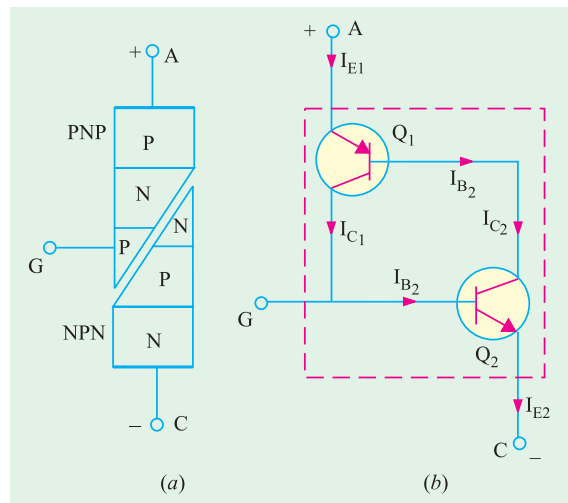 + A
PNP
P
N
P
N
G
P
NPN
N
– C
(a)
+ A
I_E1
Q_1
I_B2
I_C1
I_C2
I_B2
G
Q_2
I_E2
C –
(b)